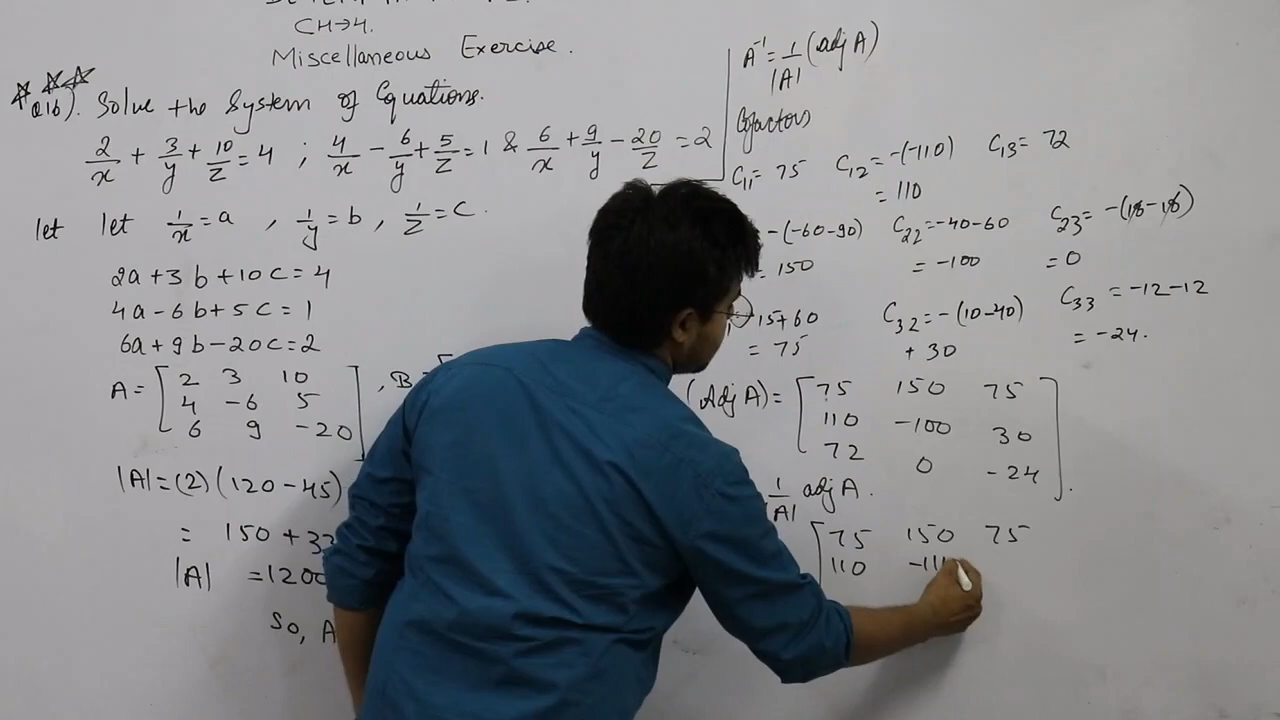 CH→4.
Miscellaneous Exercise.
Q16). Solve the System of Equations.
2/x + 3/y + 10/z = 4 ; 4/x - 6/y + 5/z = 1 & 6/x + 9/y - 20/z = 2
let let 1/x = a , 1/y = b , 1/z = c.
2a + 3b + 10c = 4
4a - 6b + 5c = 1
6a + 9b - 20c = 2
A = [ 2 3 10
4 -6 5
6 9 -20 ] , B =
|A| = (2)(120 - 45)
= 150 + 33
|A| = 1200
So, A
A⁻¹ = 1/|A| (adj A)
Cofactors
C11 = 75 C12 = -(-110) C13 = 72
= 110
-(-60-90) C22 = -40-60 C23 = -(18-18)
= 150 = -100 = 0
15+60 C32 = -(10-40) C33 = -12-12
= 75 + 30 = -24.
(Adj A) = [ 75 150 75
110 -100 30
72 0 -24 ].
1/|A| adj A.
[ 75 150 75
110 -11